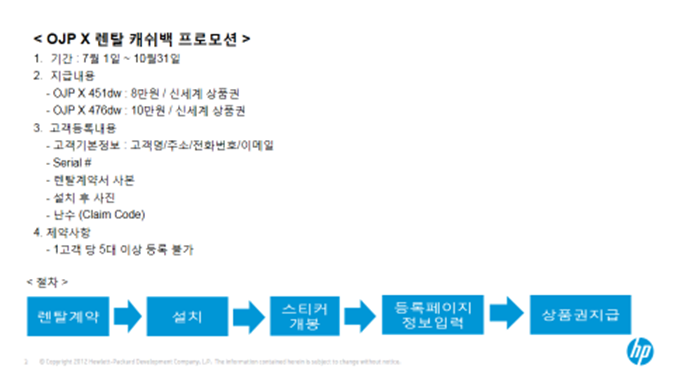 < OJP X 렌탈 캐쉬백 프로모션 >
1. 기간 : 7월 1일 ~ 10월31일
2. 지급내용
- OJP X 451dw : 8만원 / 신세계 상품권
- OJP X 476dw : 10만원 / 신세계 상품권
3. 고객등록내용
- 고객기본정보 : 고객명/주소/전화번호/이메일
- Serial #
- 렌탈계약서 사본
- 설치 후 사진
- 난수 (Claim Code)
4. 제약사항
- 1고객 당 5대 이상 등록 불가
< 절차 >
렌탈계약
설치
스티커
개봉
등록페이지
정보입력
상품권지급
hp
© Copyright 2012 Hewlett-Packard Development Company, L.P. The information contained herein is subject to change without notice.